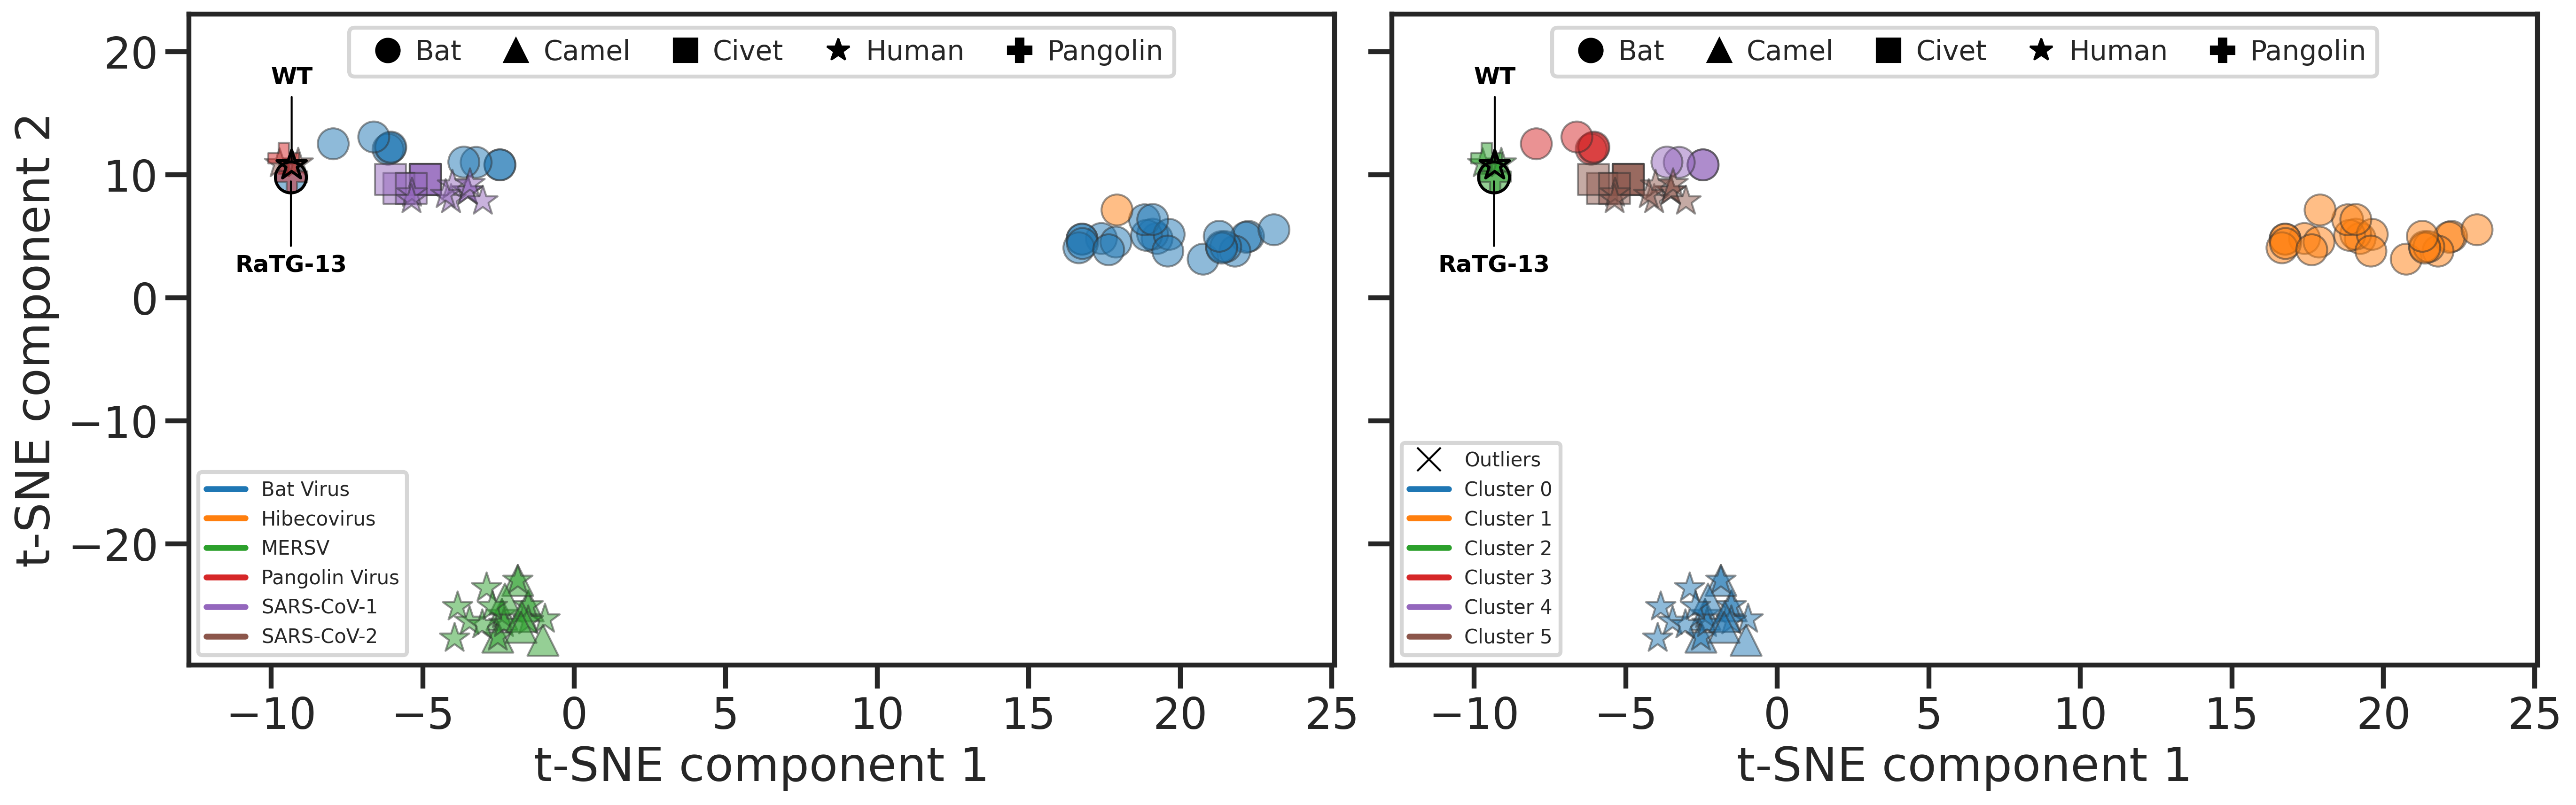 Bat Camel Civet Human Pangolin
WT
RaTG-13
20
10
0
−10
−20
t-SNE component 2
Bat Virus
Hibecovirus
MERSV
Pangolin Virus
SARS-CoV-1
SARS-CoV-2
−10 −5 0 5 10 15 20 25
t-SNE component 1
Bat Camel Civet Human Pangolin
WT
RaTG-13
Outliers
Cluster 0
Cluster 1
Cluster 2
Cluster 3
Cluster 4
Cluster 5
−10 −5 0 5 10 15 20 25
t-SNE component 1